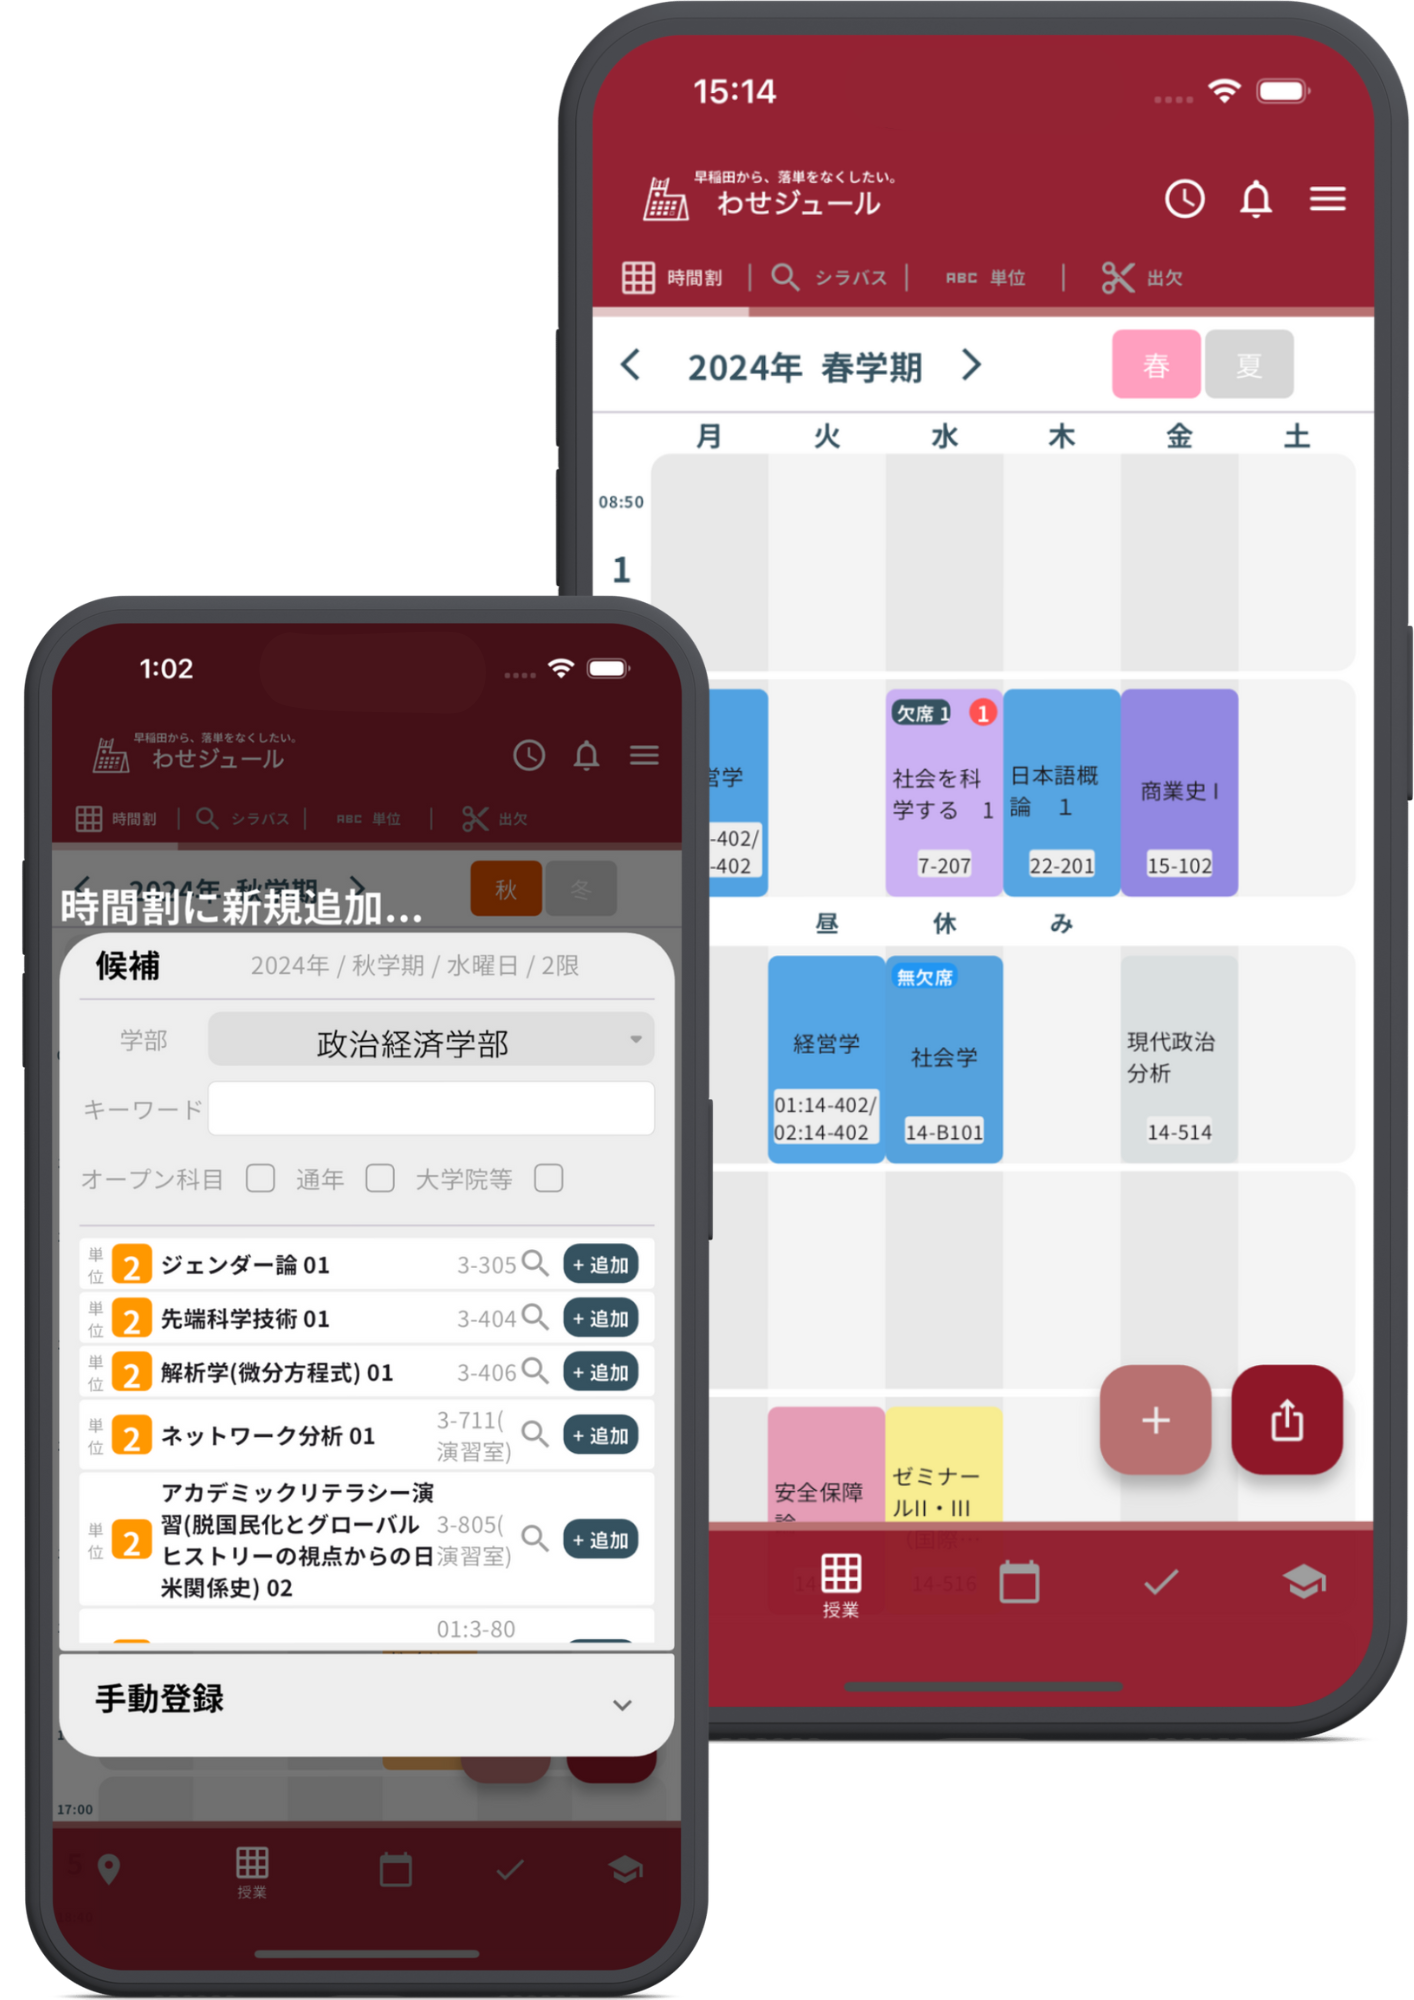 15:14
早稲田から、落単をなくしたい。
わせジュール
時間割 | シラバス | ABC 単位 | 出欠
2024年 春学期
春 夏
月 火 水 木 金 土
08:50
1
営学
-402/
-402
欠席 1 1
社会を科
学する 1
7-207
日本語概
論 1
22-201
商業史 I
15-102
昼 休 み
経営学
01:14-402/
02:14-402
無欠席
社会学
14-B101
現代政治
分析
14-514
安全保障
論
ゼミナー
ルII・III
(国際…
14-516
授業
1:02
早稲田から、落単をなくしたい。
わせジュール
時間割 | シラバス | ABC 単位 | 出欠
2024年 秋学期
秋 冬
時間割に新規追加...
候補
2024年 / 秋学期 / 水曜日 / 2限
学部 政治経済学部
キーワード
オープン科目 通年 大学院等
単位 2 ジェンダー論 01 3-305 + 追加
単位 2 先端科学技術 01 3-404 + 追加
単位 2 解析学(微分方程式) 01 3-406 + 追加
単位 2 ネットワーク分析 01 3-711(演習室) + 追加
単位 2 アカデミックリテラシー演
習(脱国民化とグローバル
ヒストリーの視点からの日
米関係史) 02
3-805(
演習室)
+ 追加
01:3-80
手動登録
17:00
5
授業